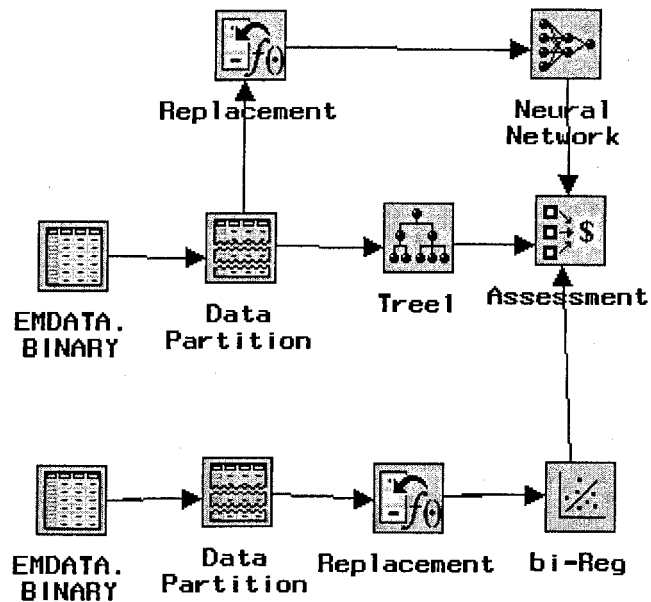 Replacement
Neural
Network
EMDATA.
BINARY
Data
Partition
Tree1
Assessment
EMDATA.
BINARY
Data
Partition
Replacement
bi-Reg